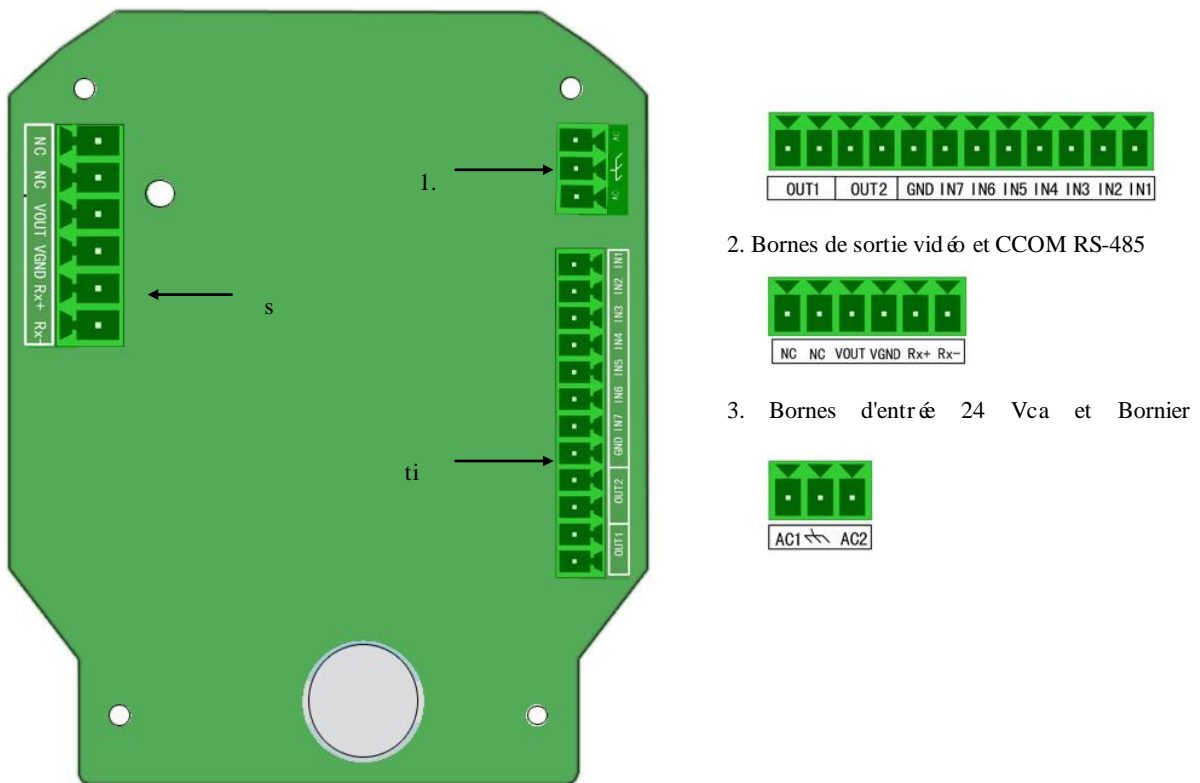 NC NC VOUT VGND Rx+ Rx-
1.
AC
AC
s
IN1 IN2 IN3 IN4 IN5 IN6 IN7 GND OUT2 OUT1
ti
OUT1 OUT2 GND IN7 IN6 IN5 IN4 IN3 IN2 IN1
2. Bornes de sortie vidéo et CCOM RS-485
NC NC VOUT VGND Rx+ Rx-
3. Bornes d'entrée 24 Vca et Bornier
AC1 AC2